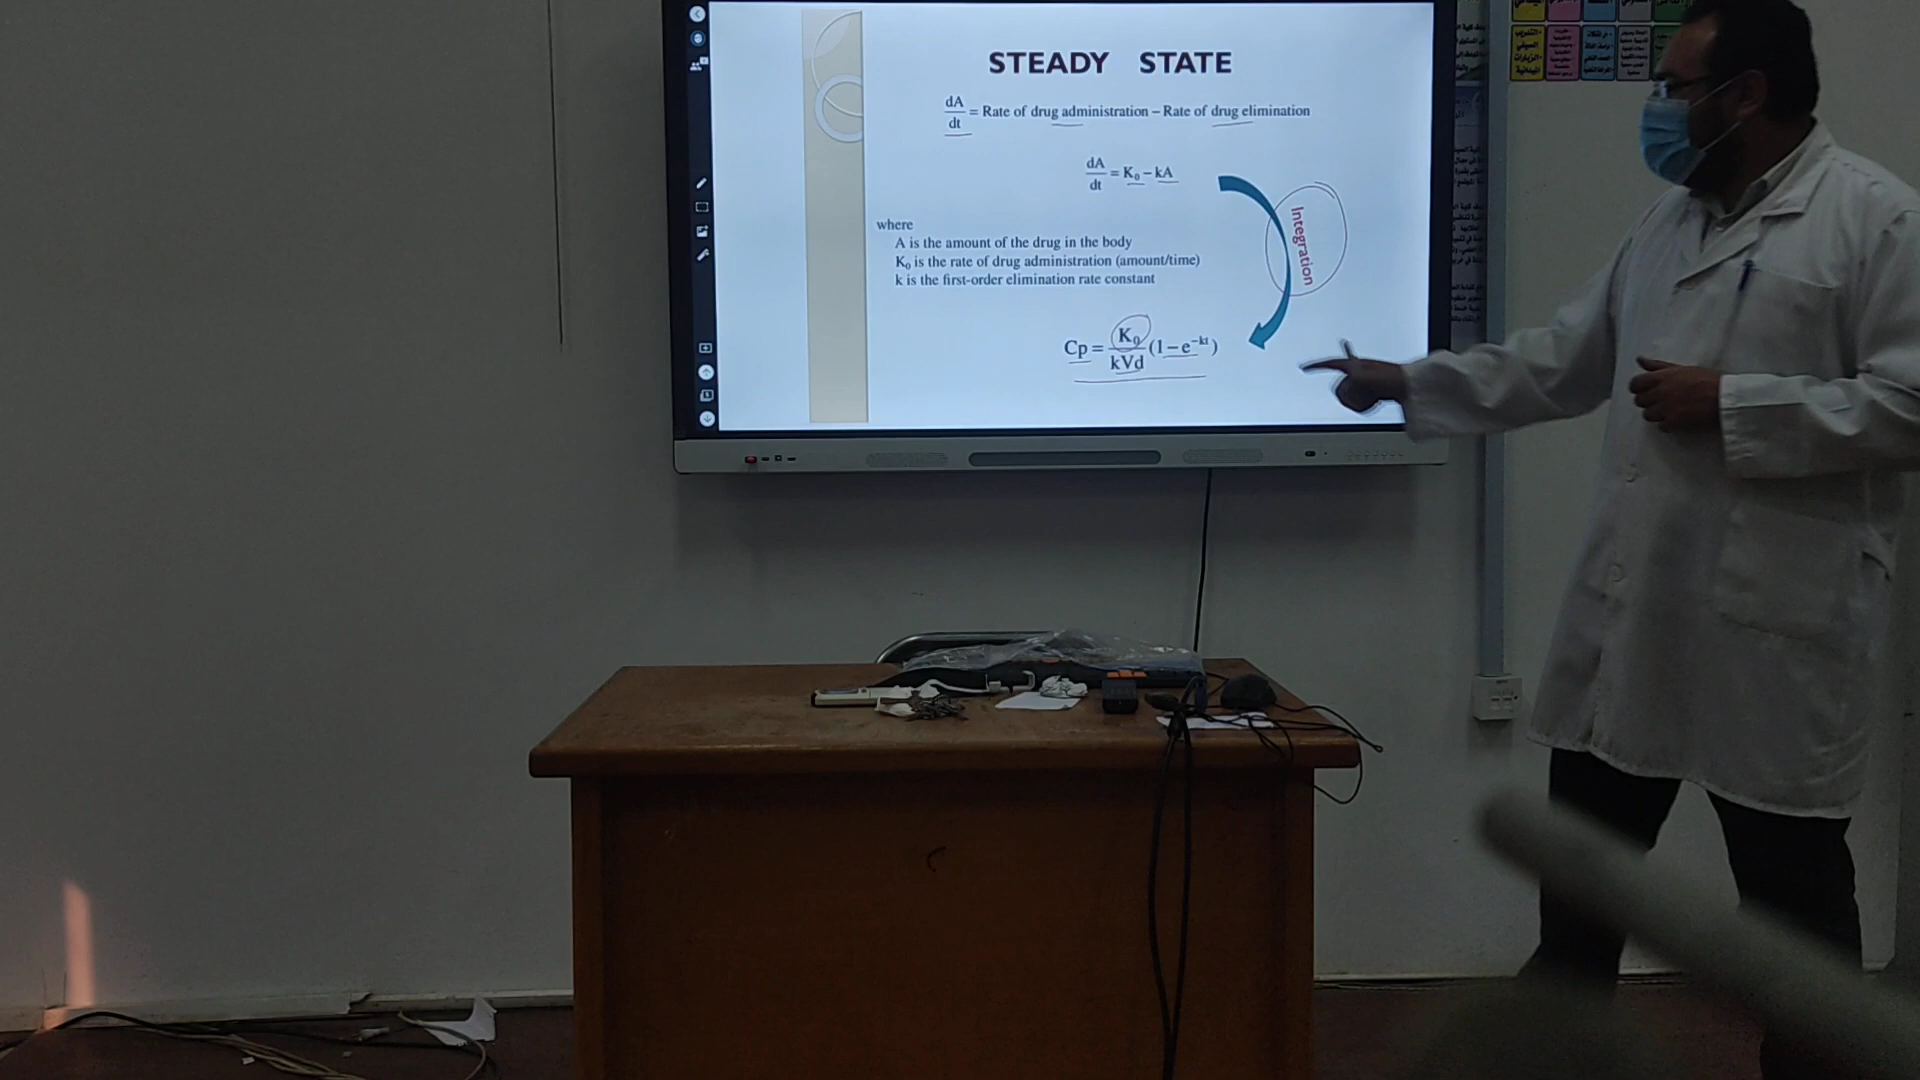 STEADY STATE
dA/dt = Rate of drug administration – Rate of drug elimination
dA/dt = K₀ – kA
Integration
where
A is the amount of the drug in the body
K₀ is the rate of drug administration (amount/time)
k is the first-order elimination rate constant
Cp = K₀/kVd (1 – e⁻ᵏᵗ)